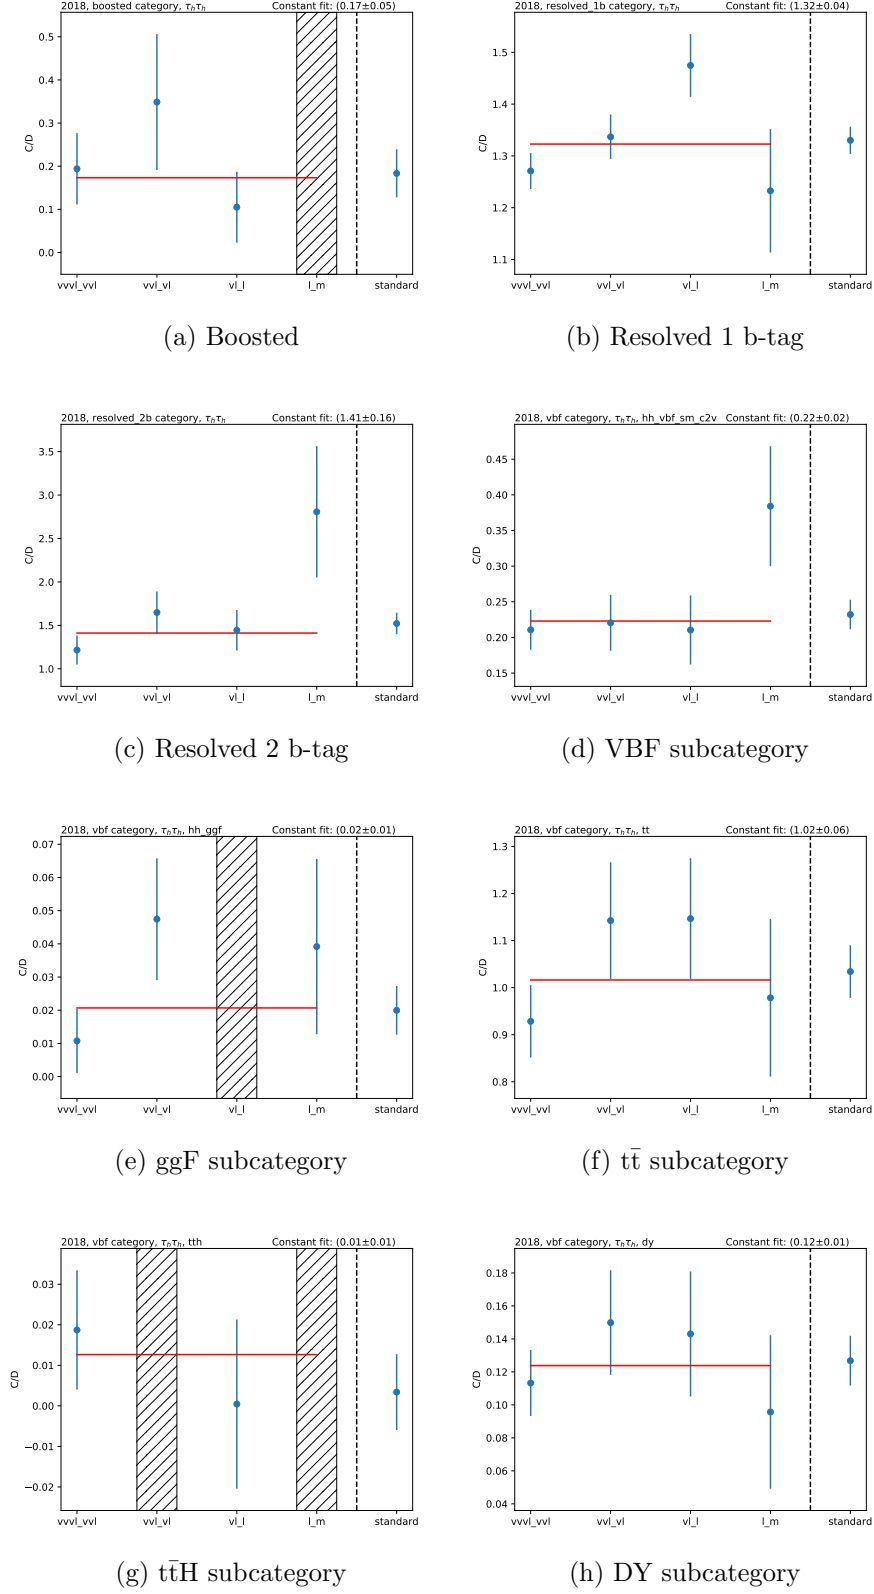 2018, boosted category, τₕτₕ Constant fit: (0.17±0.05)
0.5
0.4
0.3
0.2
0.1
0.0
C/D
vvvl_vvl vvl_vl vl_l l_m standard
(a) Boosted
2018, resolved_1b category, τₕτₕ Constant fit: (1.32±0.04)
1.5
1.4
1.3
1.2
1.1
C/D
vvvl_vvl vvl_vl vl_l l_m standard
(b) Resolved 1 b-tag
2018, resolved_2b category, τₕτₕ Constant fit: (1.41±0.16)
3.5
3.0
2.5
2.0
1.5
1.0
C/D
vvvl_vvl vvl_vl vl_l l_m standard
(c) Resolved 2 b-tag
2018, vbf category, τₕτₕ, hh_vbf_sm_c2v Constant fit: (0.22±0.02)
0.45
0.40
0.35
0.30
0.25
0.20
0.15
C/D
vvvl_vvl vvl_vl vl_l l_m standard
(d) VBF subcategory
2018, vbf category, τₕτₕ, hh_ggf Constant fit: (0.02±0.01)
0.07
0.06
0.05
0.04
0.03
0.02
0.01
0.00
C/D
vvvl_vvl vvl_vl vl_l l_m standard
(e) ggF subcategory
2018, vbf category, τₕτₕ, tt Constant fit: (1.02±0.06)
1.3
1.2
1.1
1.0
0.9
0.8
C/D
vvvl_vvl vvl_vl vl_l l_m standard
(f) tt̄ subcategory
2018, vbf category, τₕτₕ, tth Constant fit: (0.01±0.01)
0.03
0.02
0.01
0.00
−0.01
−0.02
C/D
vvvl_vvl vvl_vl vl_l l_m standard
(g) tt̄H subcategory
2018, vbf category, τₕτₕ, dy Constant fit: (0.12±0.01)
0.18
0.16
0.14
0.12
0.10
0.08
0.06
0.04
C/D
vvvl_vvl vvl_vl vl_l l_m standard
(h) DY subcategory